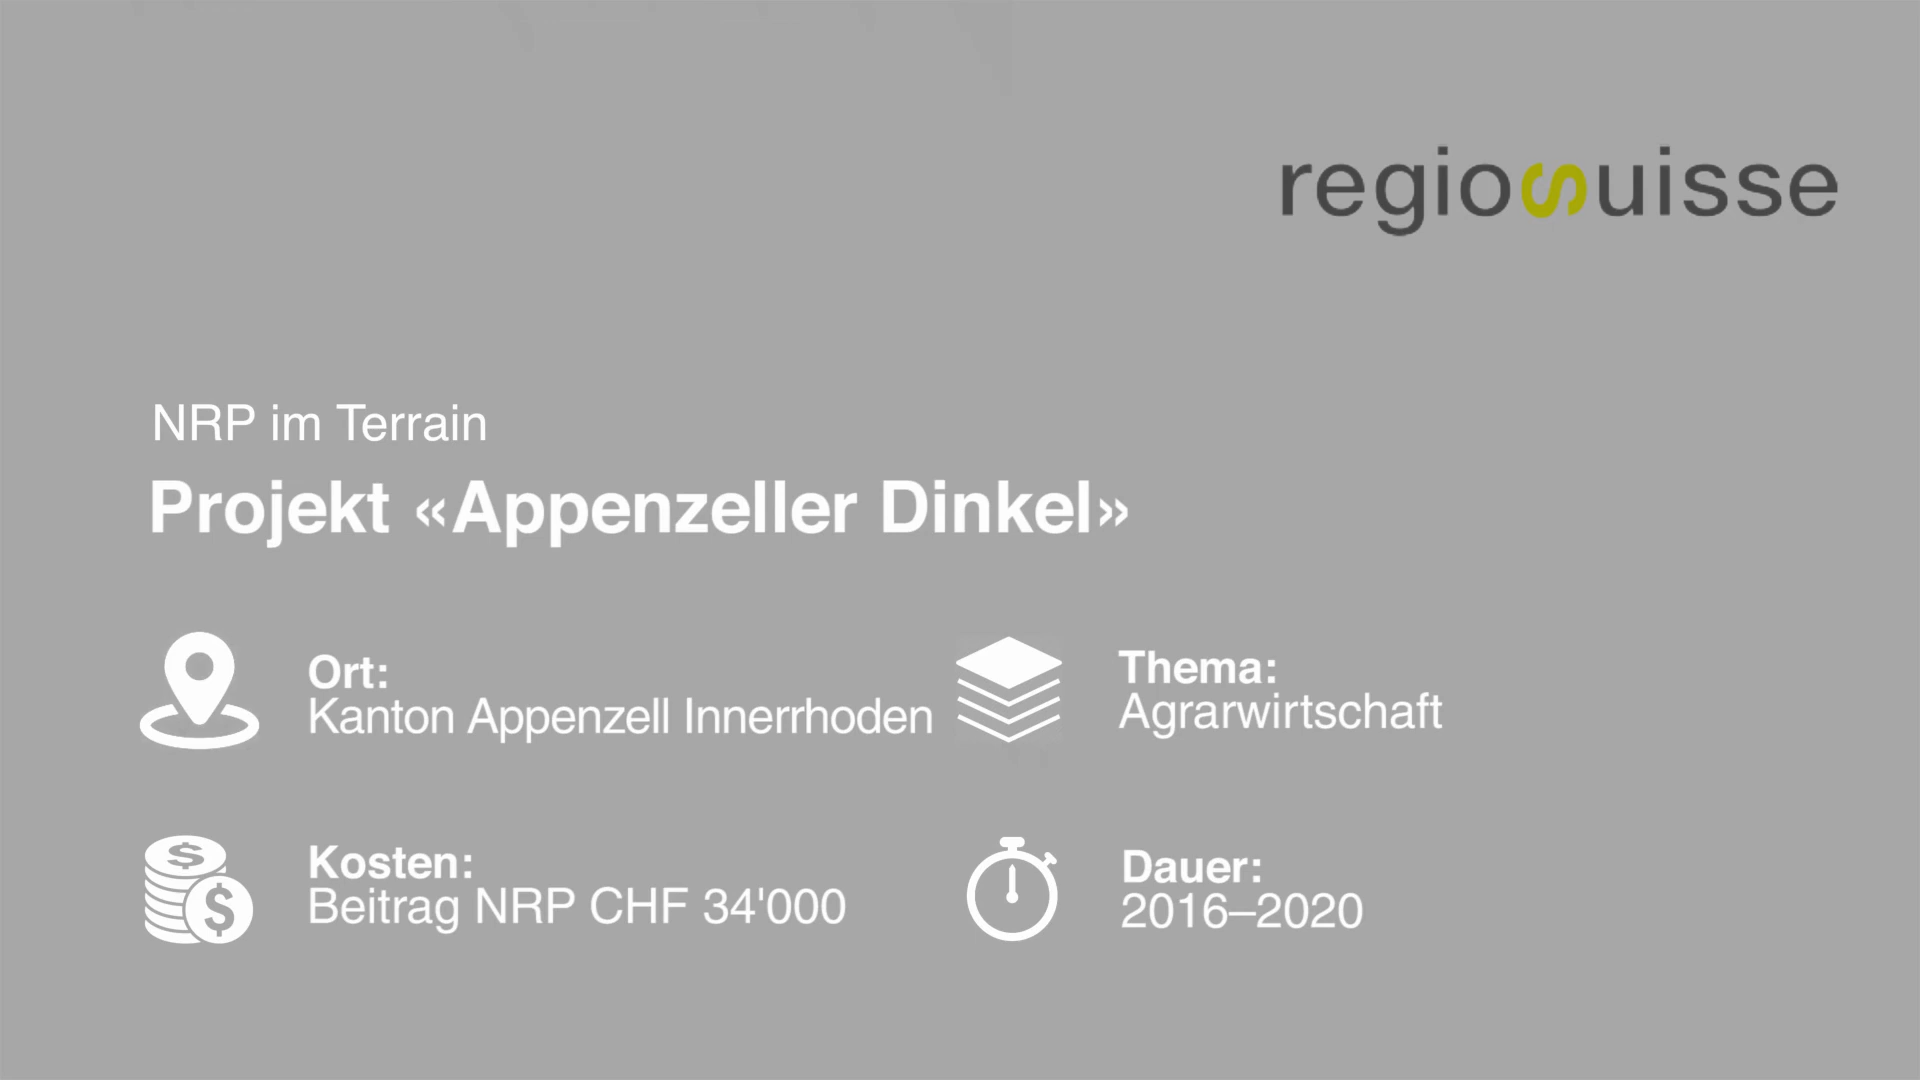 regiosuisse
NRP im Terrain
Projekt «Appenzeller Dinkel»
Ort:
Kanton Appenzell Innerrhoden
Thema:
Agrarwirtschaft
Kosten:
Beitrag NRP CHF 34'000
Dauer:
2016–2020